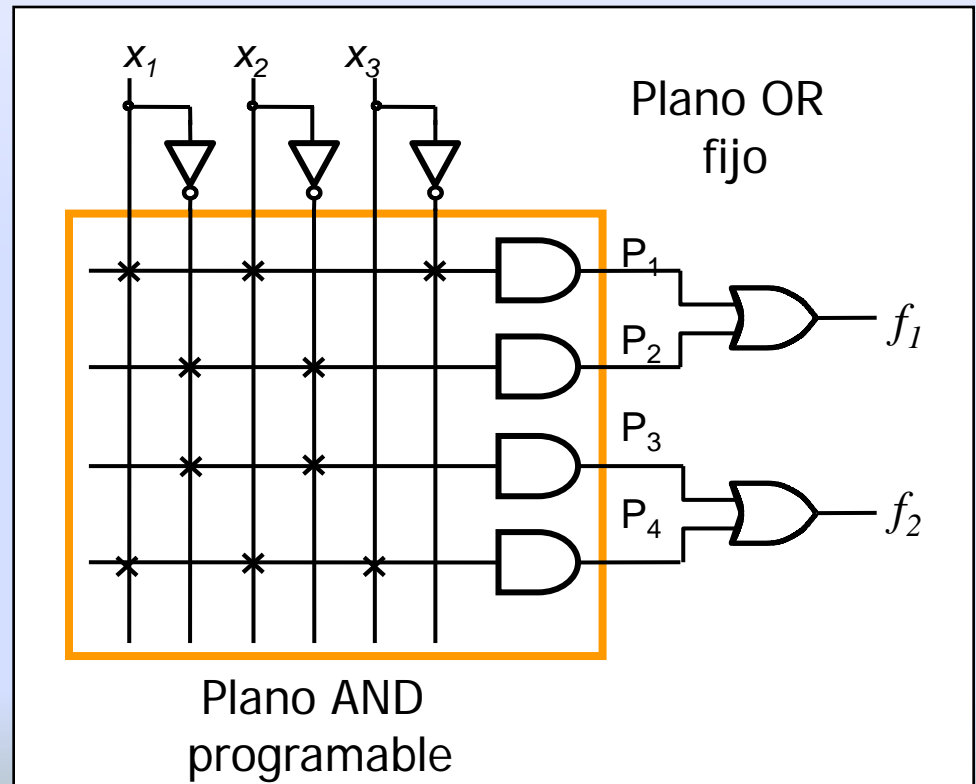 x₁ x₂ x₃
Plano OR
fijo
P₁
P₂
f₁
P₃
P₄
f₂
Plano AND
programable